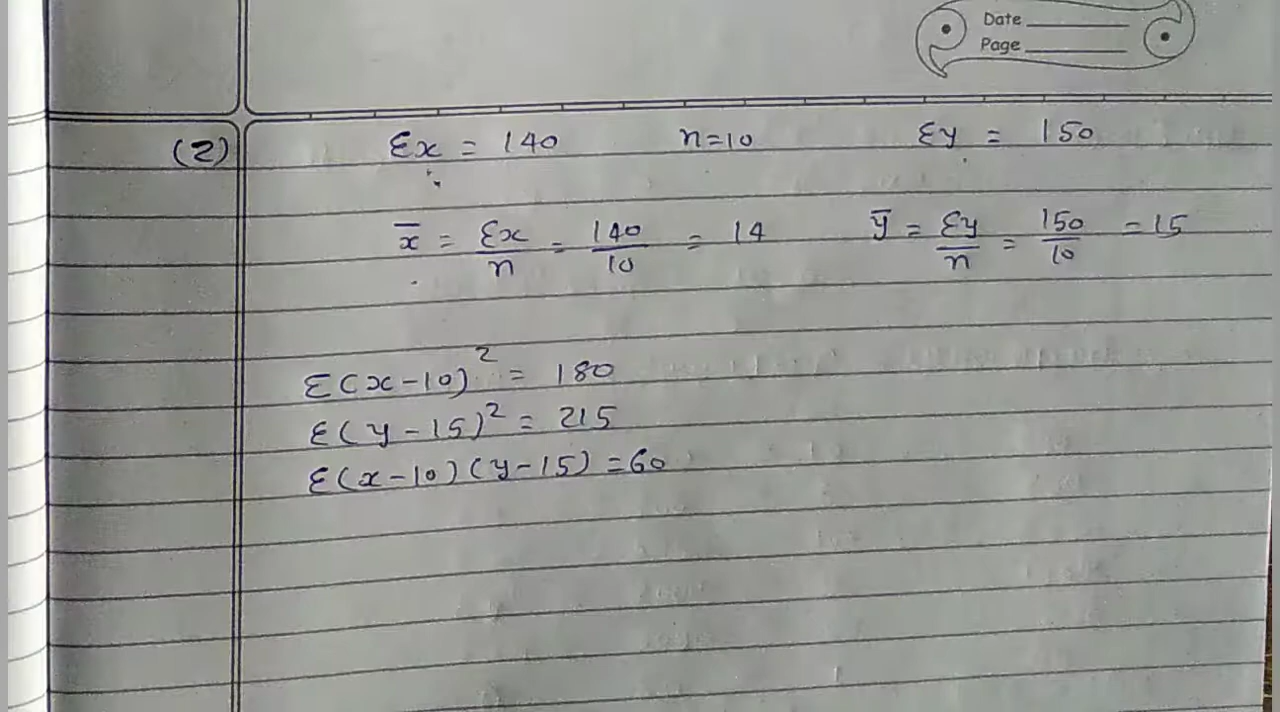 Date
Page
(2) Σx = 140 n=10 Σy = 150
x̅ = Σx/n = 140/10 = 14 y̅ = Σy/n = 150/10 = 15
Σ(x-10)² = 180
Σ(y-15)² = 215
Σ(x-10)(y-15) = 60